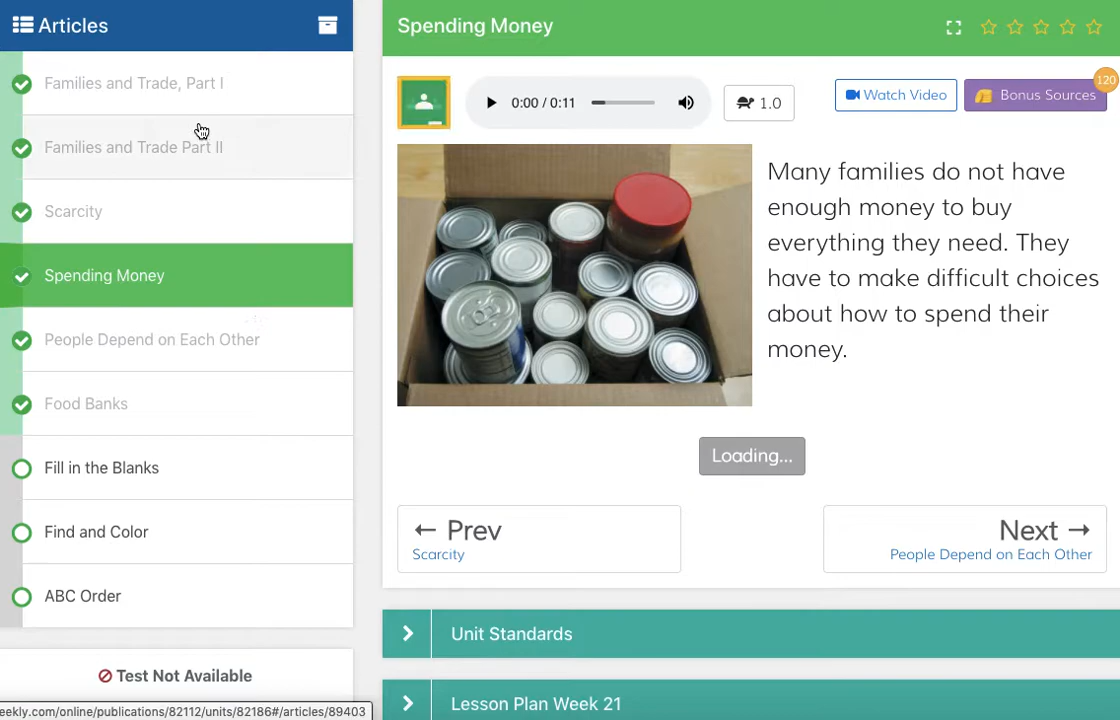 Articles
Families and Trade, Part I
Families and Trade Part II
Scarcity
Spending Money
People Depend on Each Other
Food Banks
Fill in the Blanks
Find and Color
ABC Order
Test Not Available
eekly.com/online/publications/82112/units/82186#/articles/89403
Spending Money
0:00 / 0:11
1.0
Watch Video
Bonus Sources
120
Many families do not have
enough money to buy
everything they need. They
have to make difficult choices
about how to spend their
money.
Loading...
← Prev
Scarcity
Next →
People Depend on Each Other
Unit Standards
Lesson Plan Week 21